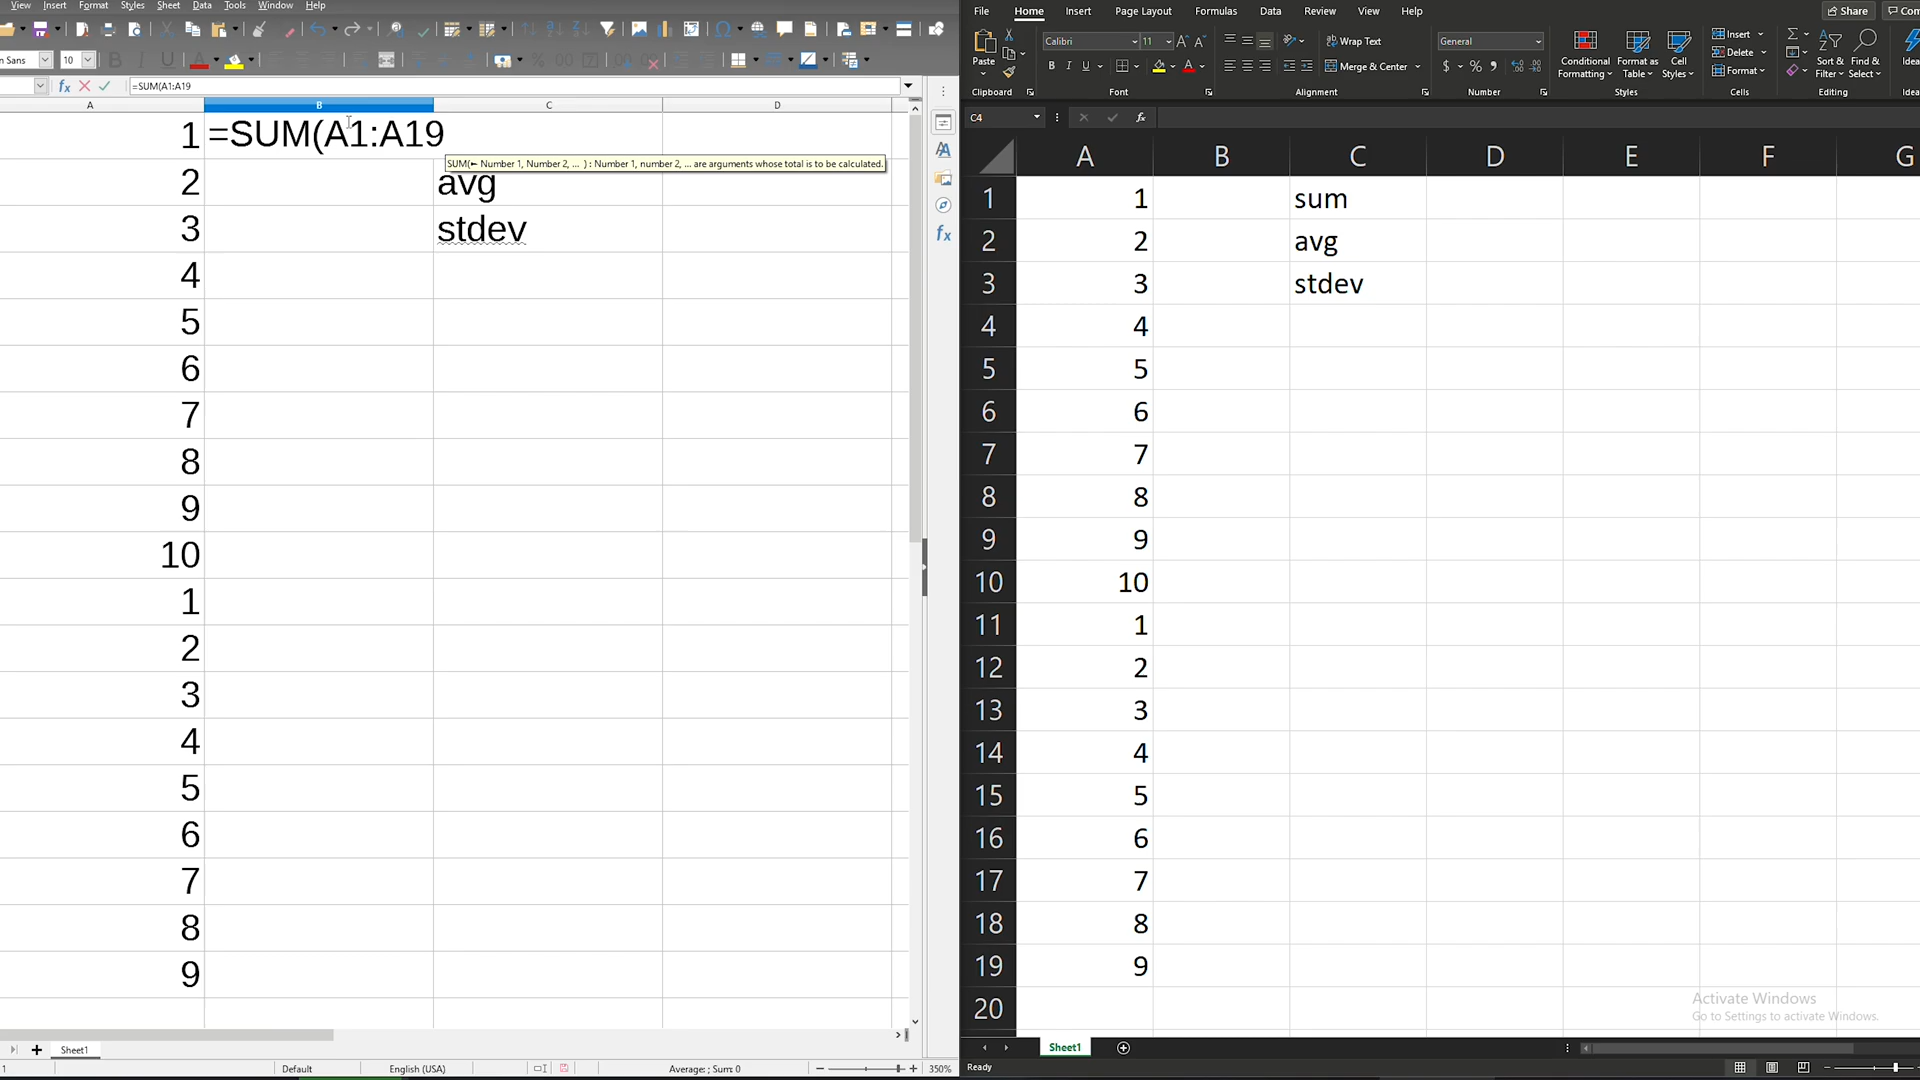 View Insert Format Styles Sheet Data Tools Window Help
n Sans 10
=SUM(A1:A19
A B C D
1 =SUM(A1:A19
SUM( Number 1, Number 2, ... ) : Number 1, number 2, ... are arguments whose total is to be calculated.
2 avg
3 stdev
4
5
6
7
8
9
10
1
2
3
4
5
6
7
8
9
Sheet1
1 Default English (USA) Average: ; Sum: 0 350%
File Home Insert Page Layout Formulas Data Review View Help Share Com
Paste Calibri 11 Wrap Text General Conditional Format as Cell Insert Sort & Find & Idea
B I U Merge & Center $ % Formatting Table Styles Delete Filter Select
Format
Clipboard Font Alignment Number Styles Cells Editing Idea
C4 fx
A B C D E F G
1 1 sum
2 2 avg
3 3 stdev
4 4
5 5
6 6
7 7
8 8
9 9
10 10
11 1
12 2
13 3
14 4
15 5
16 6
17 7
18 8
19 9
20
Activate Windows
Go to Settings to activate Windows.
Sheet1
Ready